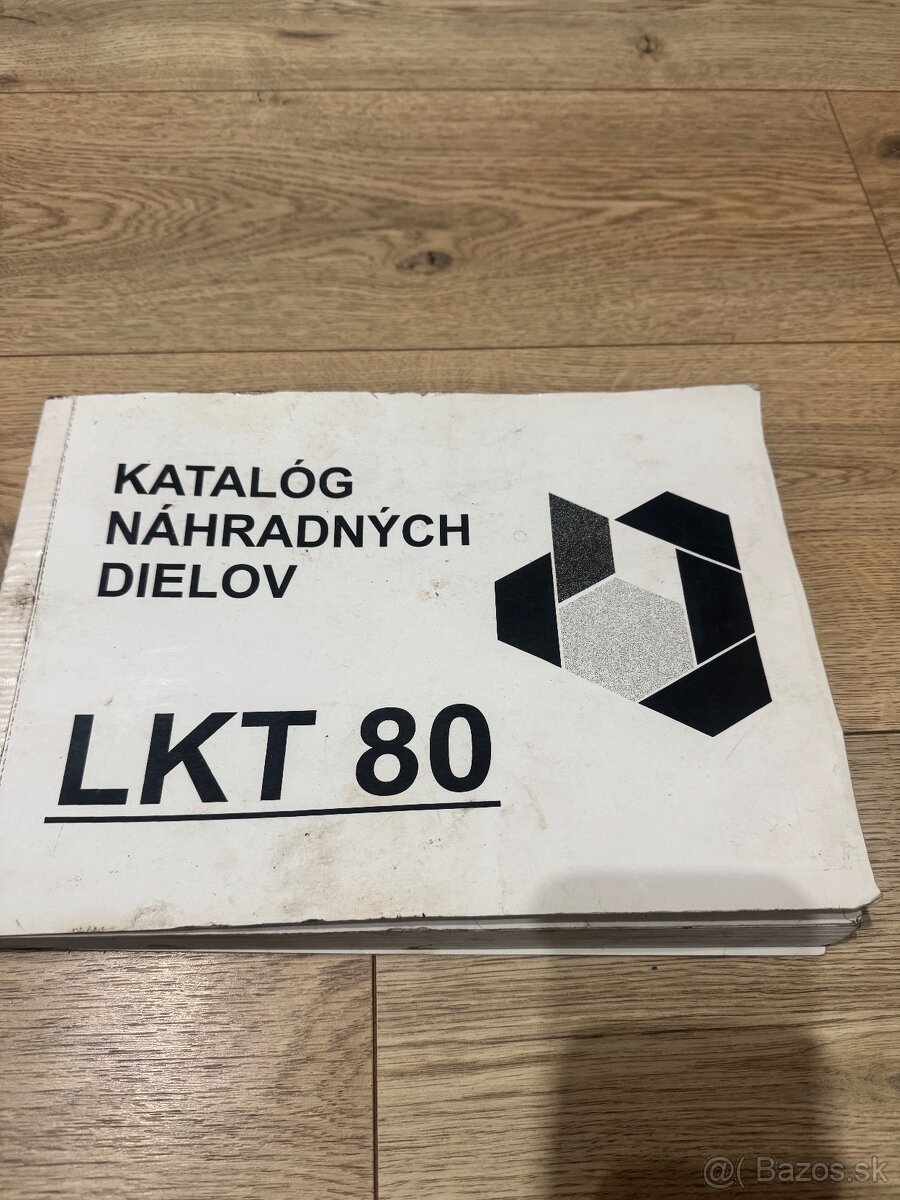 KATALÓG
NÁHRADNÝCH
DIELOV
LKT 80
@( Bazos.sk